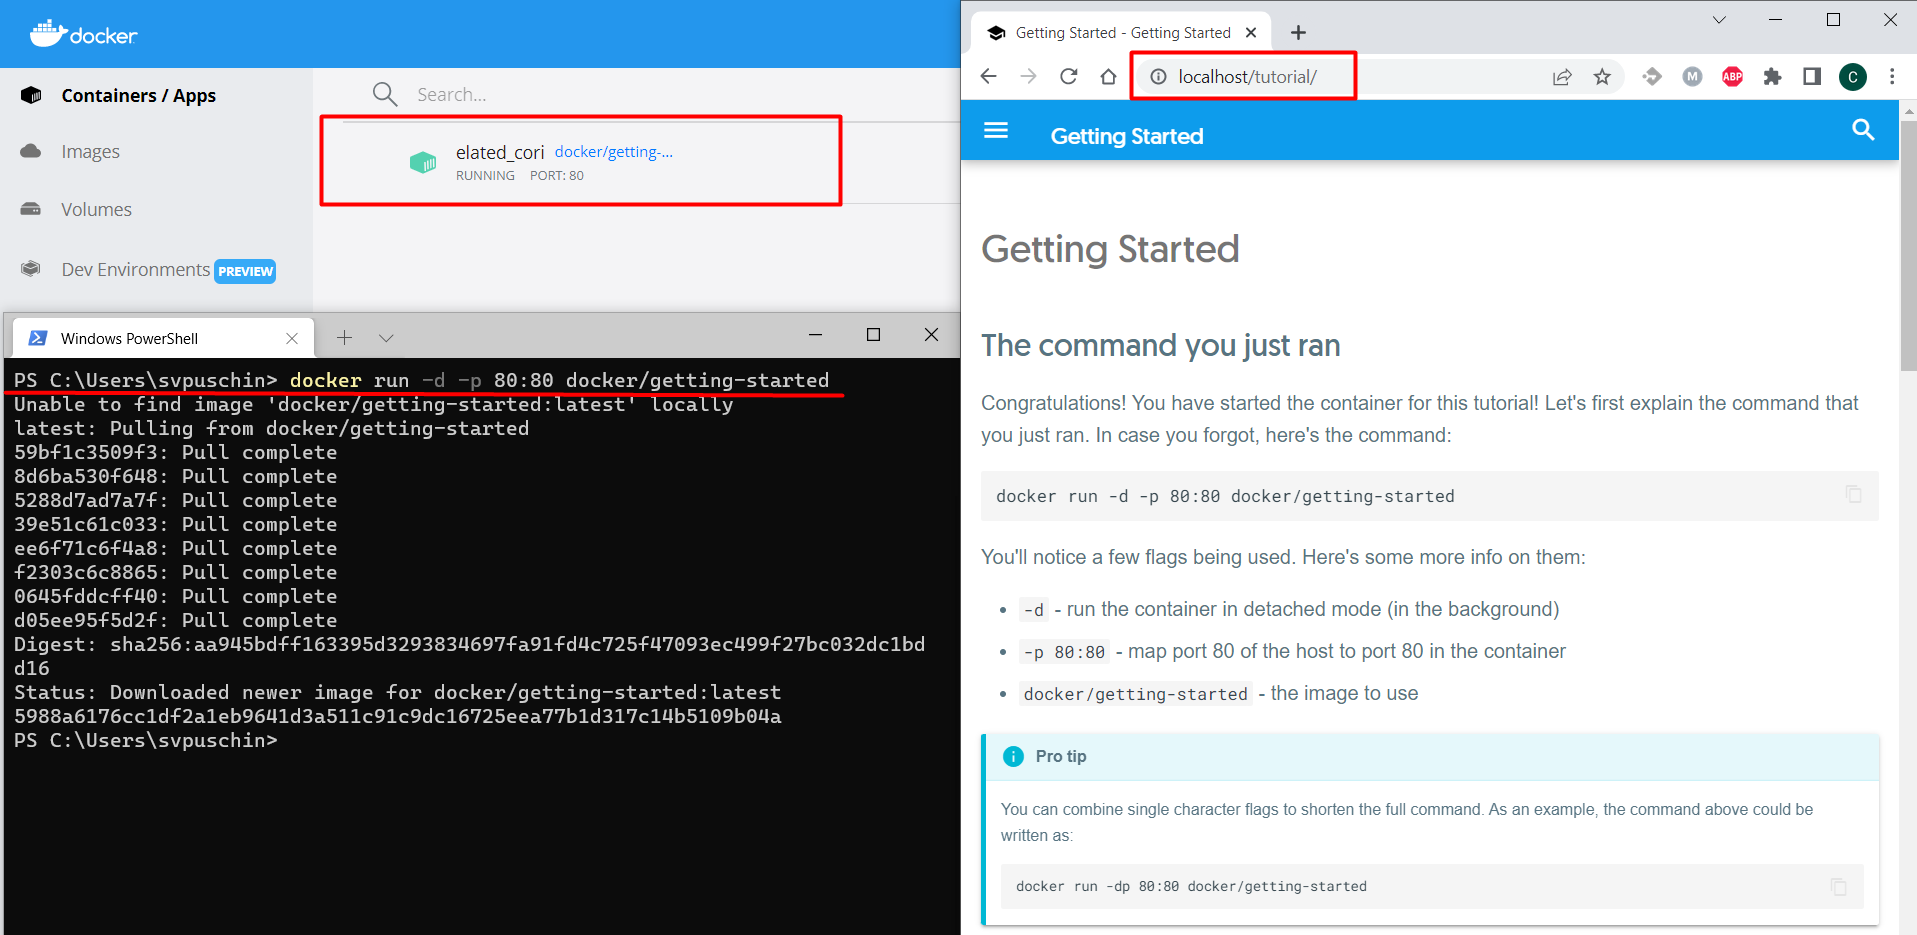 docker
Containers / Apps
Images
Volumes
Dev Environments PREVIEW
Search...
elated_cori docker/getting-...
RUNNING PORT: 80
Windows PowerShell
PS C:\Users\svpuschin> docker run -d -p 80:80 docker/getting-started
Unable to find image 'docker/getting-started:latest' locally
latest: Pulling from docker/getting-started
59bf1c3509f3: Pull complete
8d6ba530f648: Pull complete
5288d7ad7a7f: Pull complete
39e51c61c033: Pull complete
ee6f71c6f4a8: Pull complete
f2303c6c8865: Pull complete
0645fddcff40: Pull complete
d05ee95f5d2f: Pull complete
Digest: sha256:aa945bdff163395d3293834697fa91fd4c725f47093ec499f27bc032dc1bd
d16
Status: Downloaded newer image for docker/getting-started:latest
5988a6176cc1df2a1eb9641d3a511c91c9dc16725eea77b1d317c14b5109b04a
PS C:\Users\svpuschin>
Getting Started - Getting Started
localhost/tutorial/
M
ABP
C
Getting Started
Getting Started
The command you just ran
Congratulations! You have started the container for this tutorial! Let's first explain the command that
you just ran. In case you forgot, here's the command:
docker run -d -p 80:80 docker/getting-started
You'll notice a few flags being used. Here's some more info on them:
• -d - run the container in detached mode (in the background)
• -p 80:80 - map port 80 of the host to port 80 in the container
• docker/getting-started - the image to use
Pro tip
You can combine single character flags to shorten the full command. As an example, the command above could be
written as:
docker run -dp 80:80 docker/getting-started